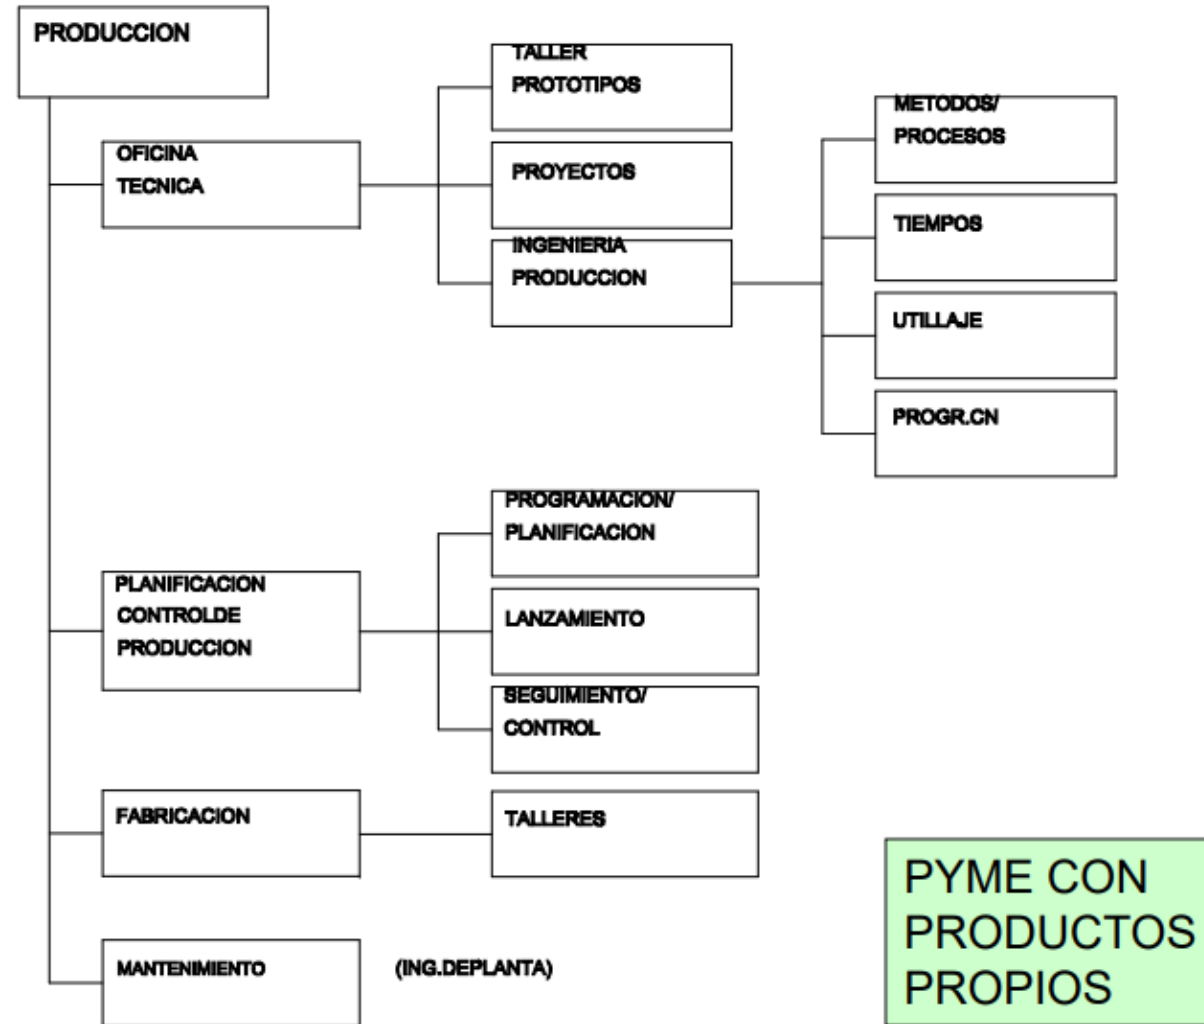 PRODUCCION
OFICINA
TECNICA
TALLER
PROTOTIPOS
PROYECTOS
INGENIERIA
PRODUCCION
METODOS/
PROCESOS
TIEMPOS
UTILLAJE
PROGR.CN
PLANIFICACION
CONTROLDE
PRODUCCION
PROGRAMACION/
PLANIFICACION
LANZAMIENTO
SEGUIMIENTO/
CONTROL
FABRICACION
TALLERES
MANTENIMIENTO
(ING.DEPLANTA)
PYME CON
PRODUCTOS
PROPIOS